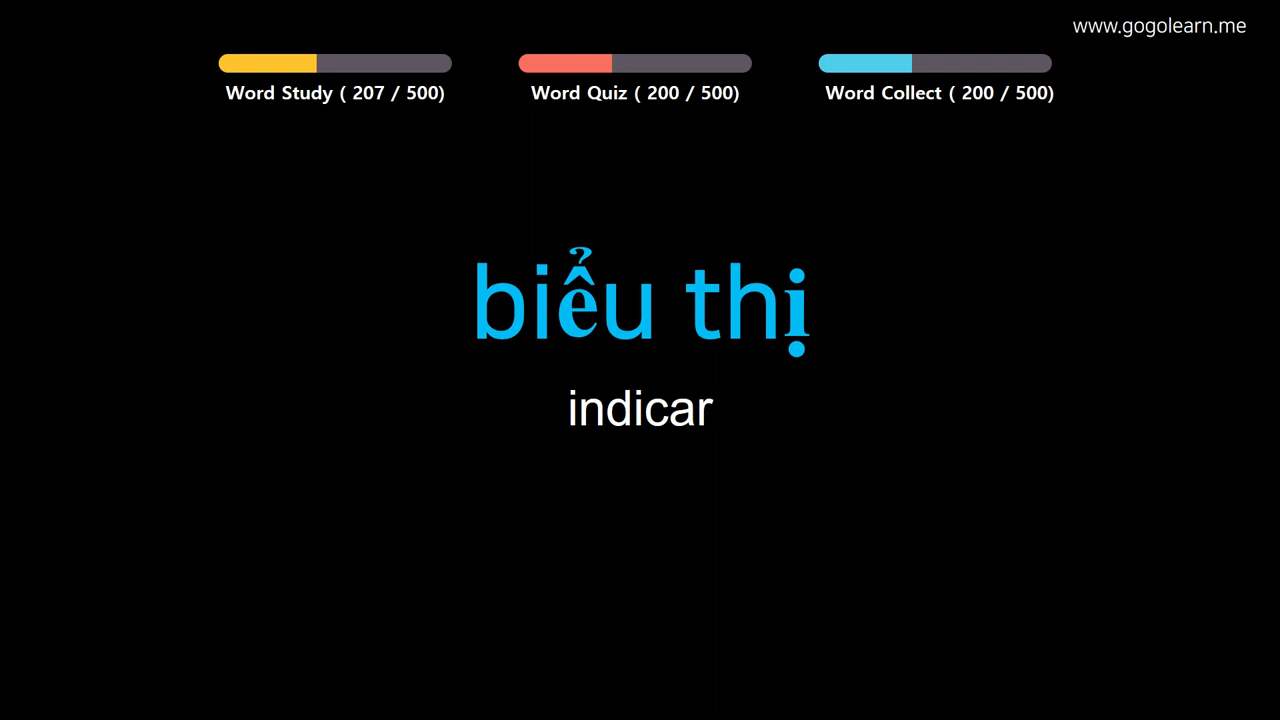 www.gogolearn.me
Word Study ( 207 / 500)
Word Quiz ( 200 / 500)
Word Collect ( 200 / 500)
biểu thị
indicar